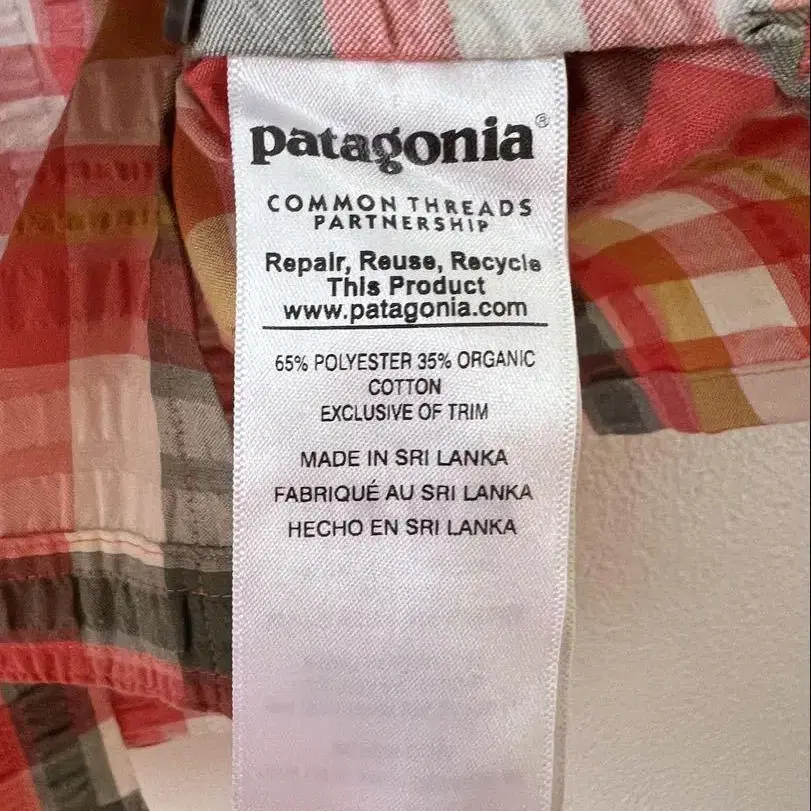 patagonia®
COMMON THREADS
PARTNERSHIP
Repair, Reuse, Recycle
This Product
www.patagonia.com
65% POLYESTER 35% ORGANIC
COTTON
EXCLUSIVE OF TRIM
MADE IN SRI LANKA
FABRIQUÉ AU SRI LANKA
HECHO EN SRI LANKA